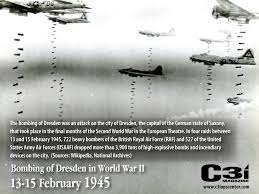 The bombing of Dresden was an attack on the city of Dresden, the capital of the German state of Saxony,
that took place in the final months of the Second World War in the European Theatre. In four raids between
13 and 15 February 1945, 722 heavy bombers of the British Royal Air Force (RAF) and 527 of the
United States Army Air Forces (USAAF) dropped more than 3,900 tons of high-explosive bombs and incendiary
devices on the city. (Sources: Wikipedia, National Archives)
Bombing of Dresden in World War II
13-15 February 1945
C3i
MAGAZINE
www.c3iopscenter.com